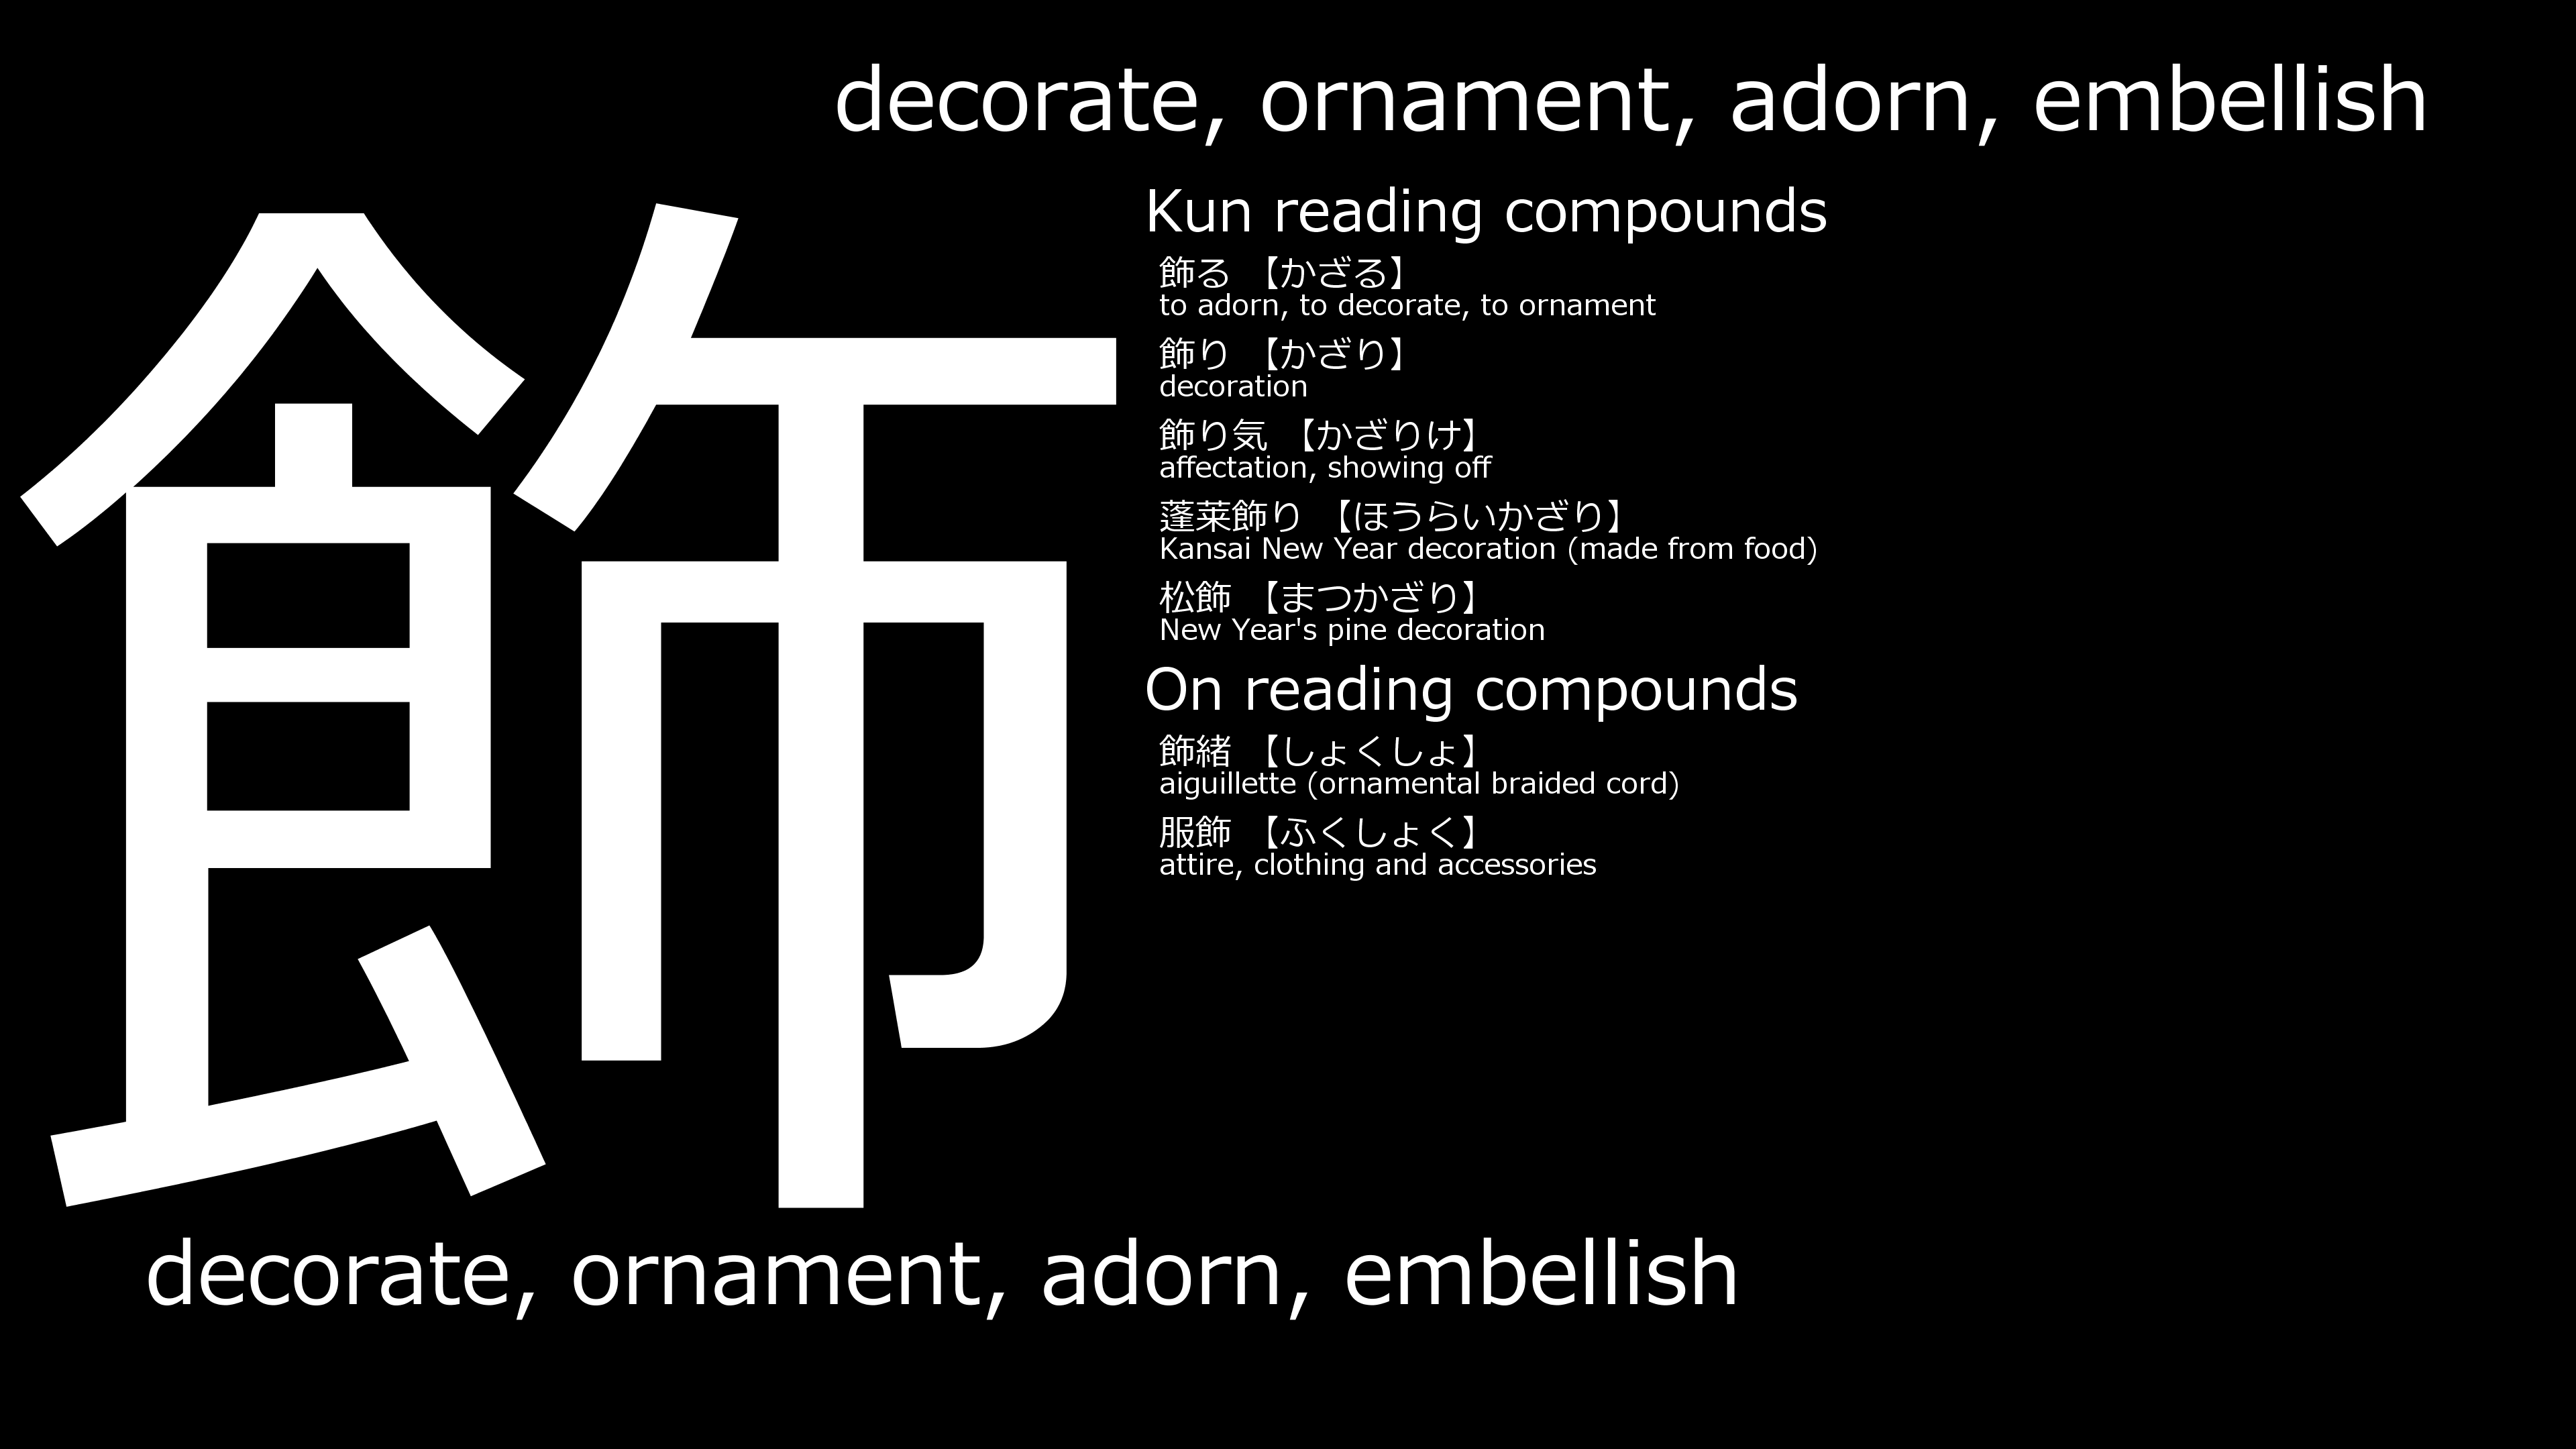 decorate, ornament, adorn, embellish
飾
Kun reading compounds
飾る 【かざる】
to adorn, to decorate, to ornament
飾り 【かざり】
decoration
飾り気 【かざりけ】
affectation, showing off
蓬莱飾り 【ほうらいかざり】
Kansai New Year decoration (made from food)
松飾 【まつかざり】
New Year's pine decoration
On reading compounds
飾緒 【しょくしょ】
aiguillette (ornamental braided cord)
服飾 【ふくしょく】
attire, clothing and accessories
decorate, ornament, adorn, embellish